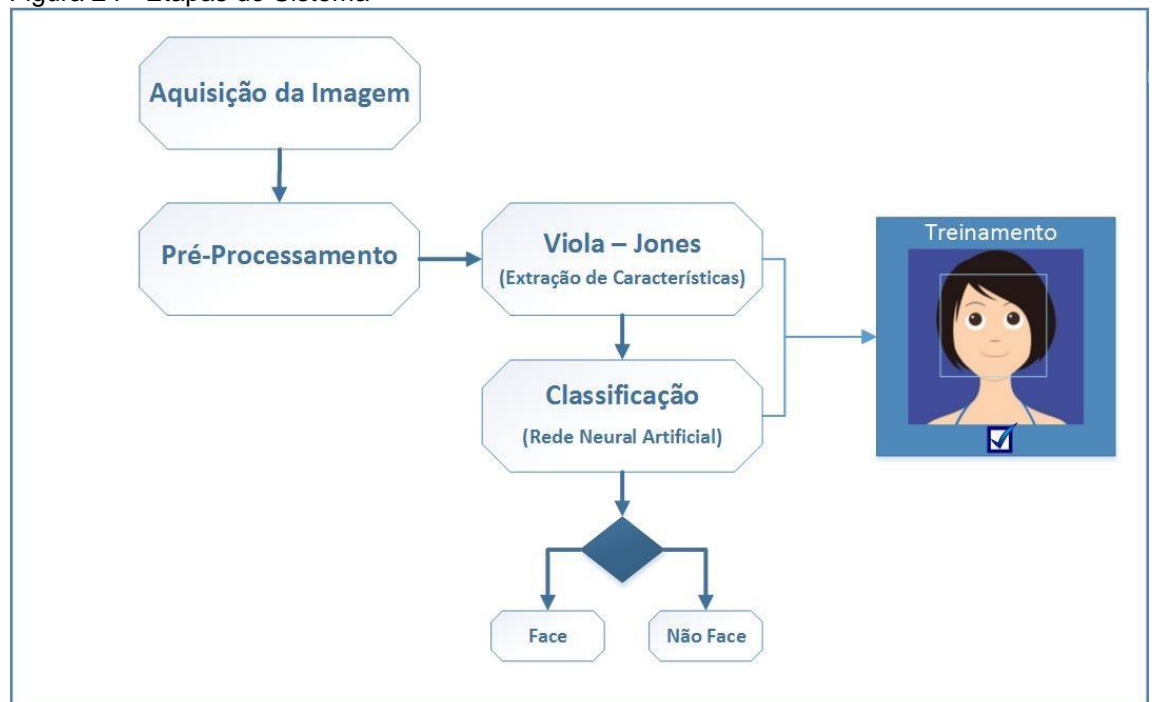 Aquisição da Imagem
Pré-Processamento
Viola – Jones
(Extração de Características)
Treinamento
Classificação
(Rede Neural Artificial)
Face
Não Face